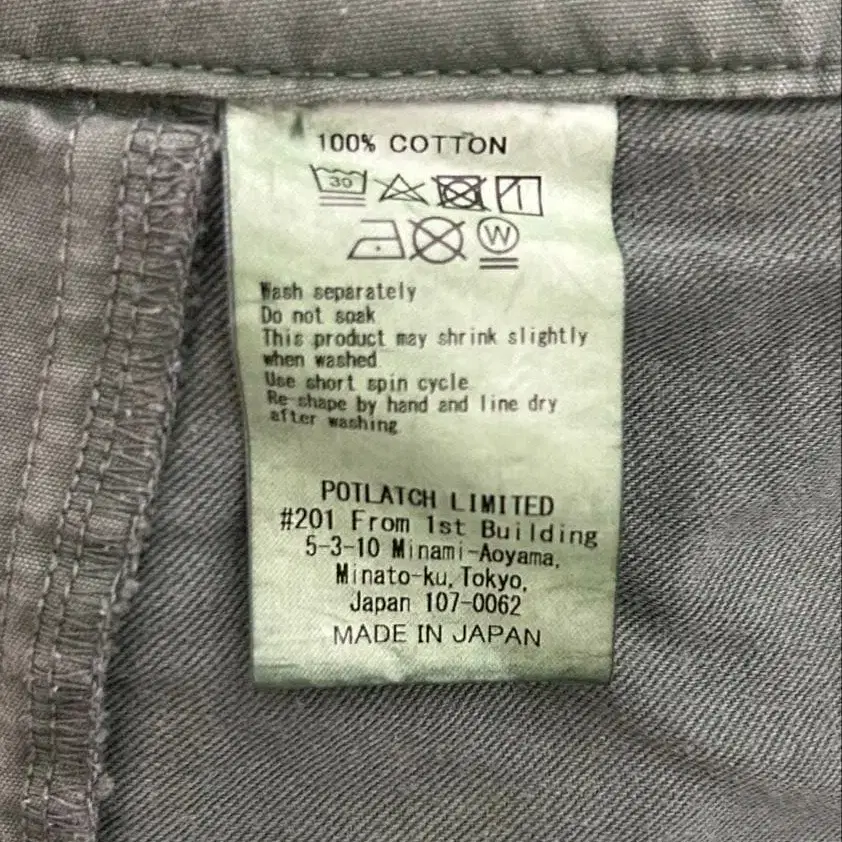 100% COTTON
30
W
Wash separately
Do not soak
This product may shrink slightly
when washed
Use short spin cycle
Re-shape by hand and line dry
after washing
POTLATCH LIMITED
#201 From 1st Building
5-3-10 Minami-Aoyama,
Minato-ku, Tokyo,
Japan 107-0062
MADE IN JAPAN